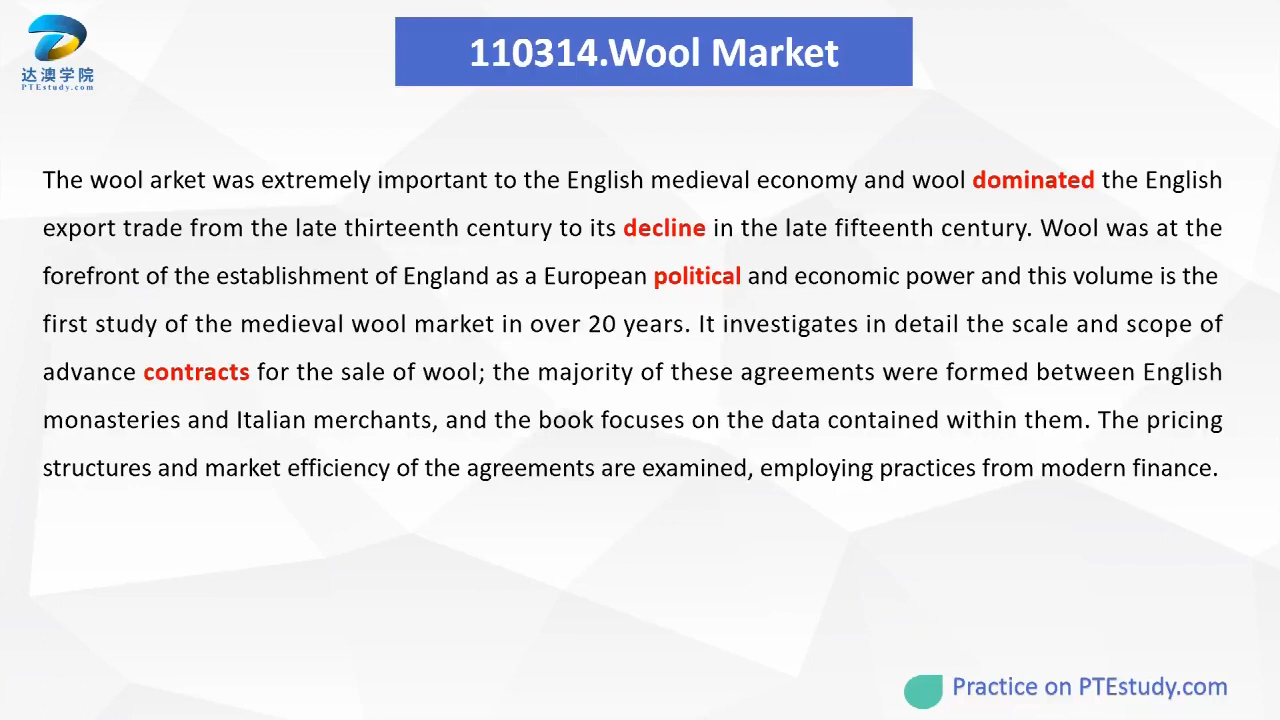 达澳学院
PTEstudy.com
110314.Wool Market
The wool arket was extremely important to the English medieval economy and wool dominated the English
export trade from the late thirteenth century to its decline in the late fifteenth century. Wool was at the
forefront of the establishment of England as a European political and economic power and this volume is the
first study of the medieval wool market in over 20 years. It investigates in detail the scale and scope of
advance contracts for the sale of wool; the majority of these agreements were formed between English
monasteries and Italian merchants, and the book focuses on the data contained within them. The pricing
structures and market efficiency of the agreements are examined, employing practices from modern finance.
Practice on PTEstudy.com